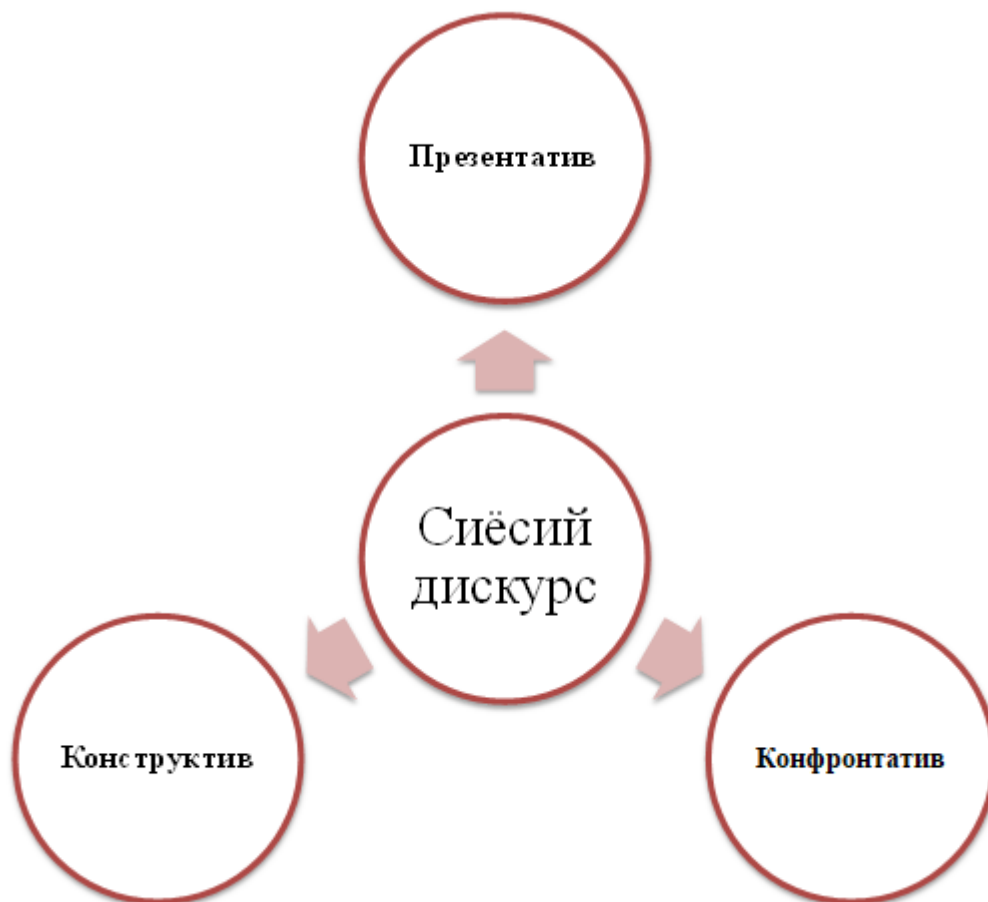 Презентатив
Сиёсий
дискурс
Конструктив
Конфронтатив